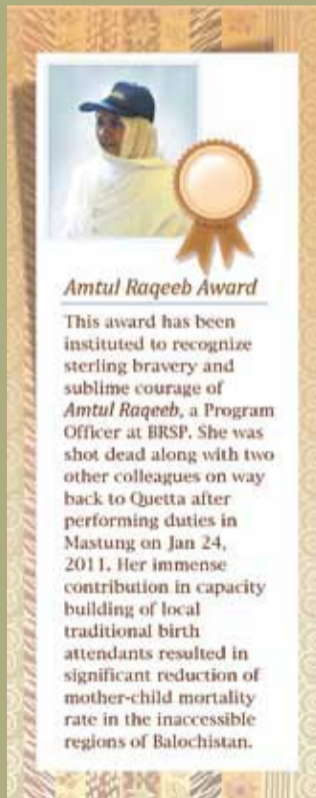 Amtul Raqeeb Award
This award has been
instituted to recognize
sterling bravery and
sublime courage of
Amtul Raqeeb, a Program
Officer at BRSP. She was
shot dead along with two
other colleagues on way
back to Quetta after
performing duties in
Mastung on Jan 24,
2011. Her immense
contribution in capacity
building of local
traditional birth
attendants resulted in
significant reduction of
mother-child mortality
rate in the inaccessible
regions of Balochistan.